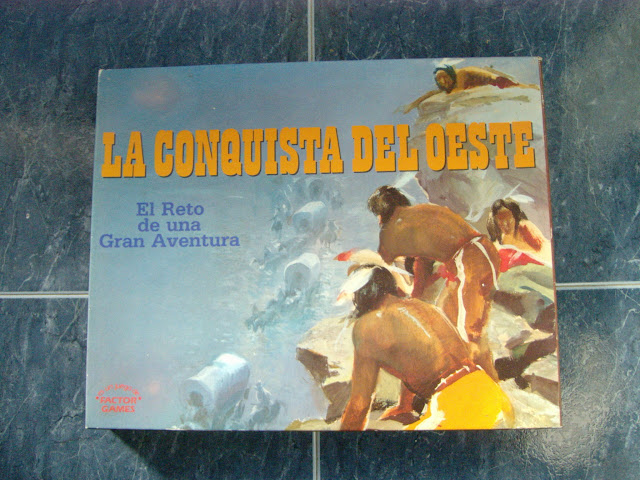 LA CONQUISTA DEL OESTE
El Reto
de una
Gran Aventura
FACTOR
GAMES